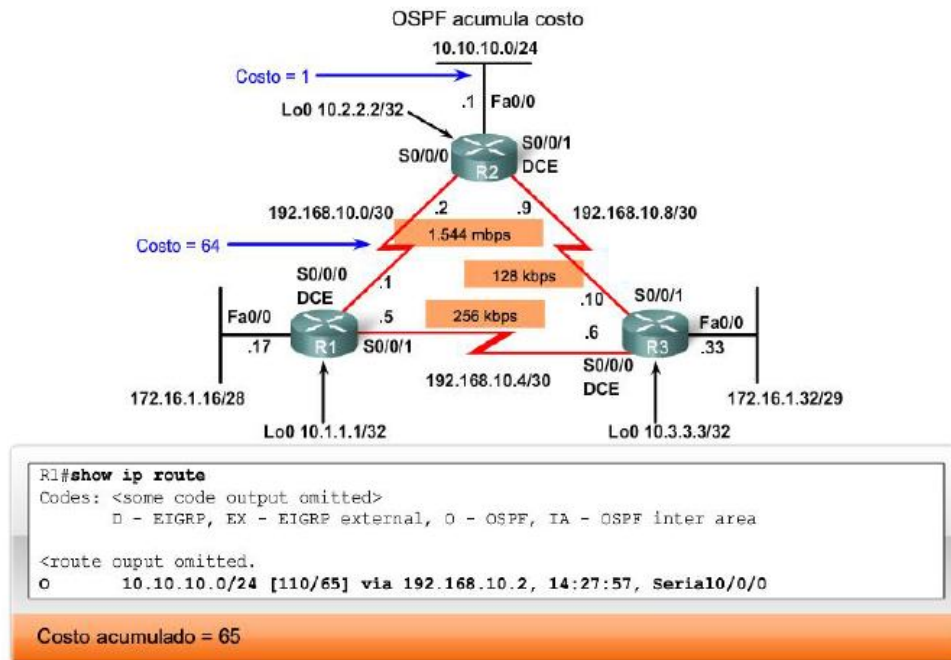 OSPF acumula costo
10.10.10.0/24
Costo = 1
.1 Fa0/0
Lo0 10.2.2.2/32
S0/0/0
S0/0/1
DCE
R2
192.168.10.0/30
.2
.9
192.168.10.8/30
1.544 mbps
Costo = 64
128 kbps
S0/0/0
DCE
.1
.10
S0/0/1
Fa0/0
.5
256 kbps
.6
Fa0/0
.17
R1
S0/0/1
R3
.33
192.168.10.4/30
S0/0/0
DCE
172.16.1.16/28
172.16.1.32/29
Lo0 10.1.1.1/32
Lo0 10.3.3.3/32
R1#show ip route
Codes: <some code output omitted>
D - EIGRP, EX - EIGRP external, O - OSPF, IA - OSPF inter area
<route ouput omitted.
O 10.10.10.0/24 [110/65] via 192.168.10.2, 14:27:57, Serial0/0/0
Costo acumulado = 65